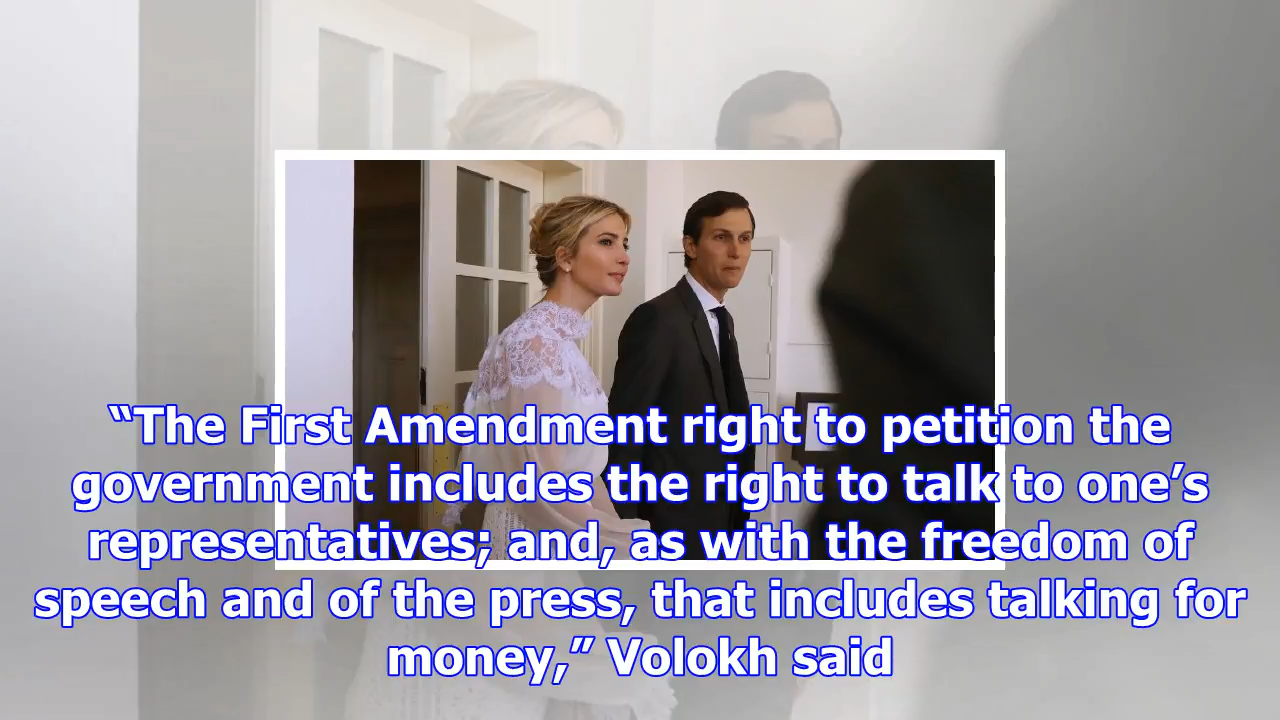 “The First Amendment right to petition the
government includes the right to talk to one’s
representatives; and, as with the freedom of
speech and of the press, that includes talking for
money,” Volokh said